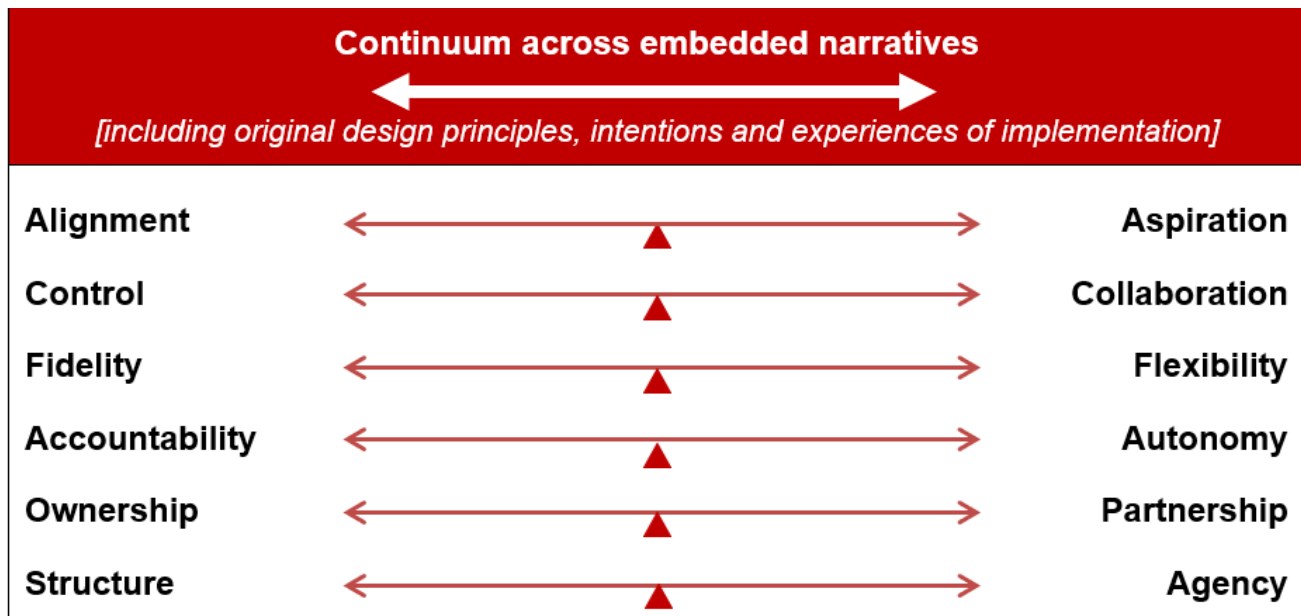 Continuum across embedded narratives
[including original design principles, intentions and experiences of implementation]
Alignment Aspiration
Control Collaboration
Fidelity Flexibility
Accountability Autonomy
Ownership Partnership
Structure Agency